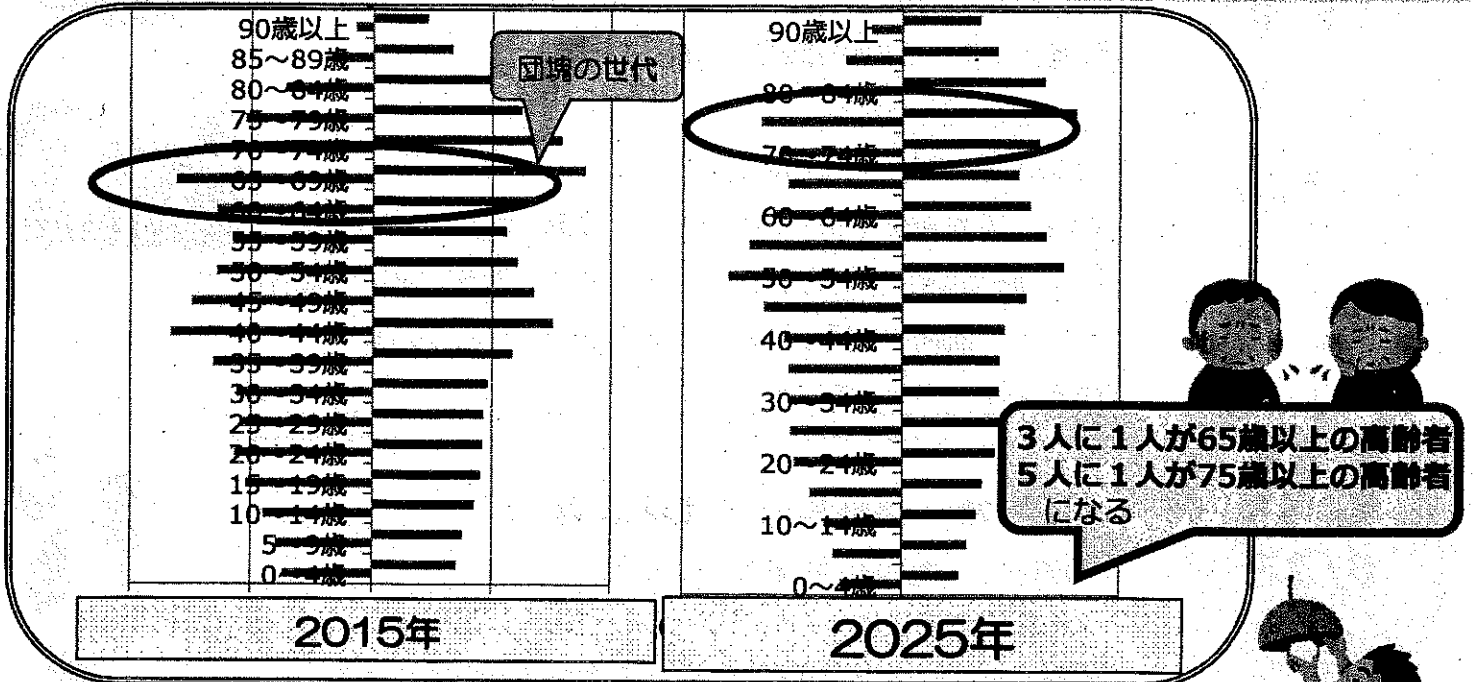 90歳以上
85～89歳
80～84歳
75～79歳
70～74歳
65～69歳
60～64歳
55～59歳
50～54歳
45～49歳
40～44歳
35～39歳
30～34歳
25～29歳
20～24歳
15～19歳
10～14歳
5～9歳
0～4歳
団塊の世代
2015年
90歳以上
80～84歳
70～74歳
60～64歳
50～54歳
40～44歳
30～34歳
20～24歳
10～14歳
0～4歳
2025年
3人に1人が65歳以上の高齢者
5人に1人が75歳以上の高齢者
になる